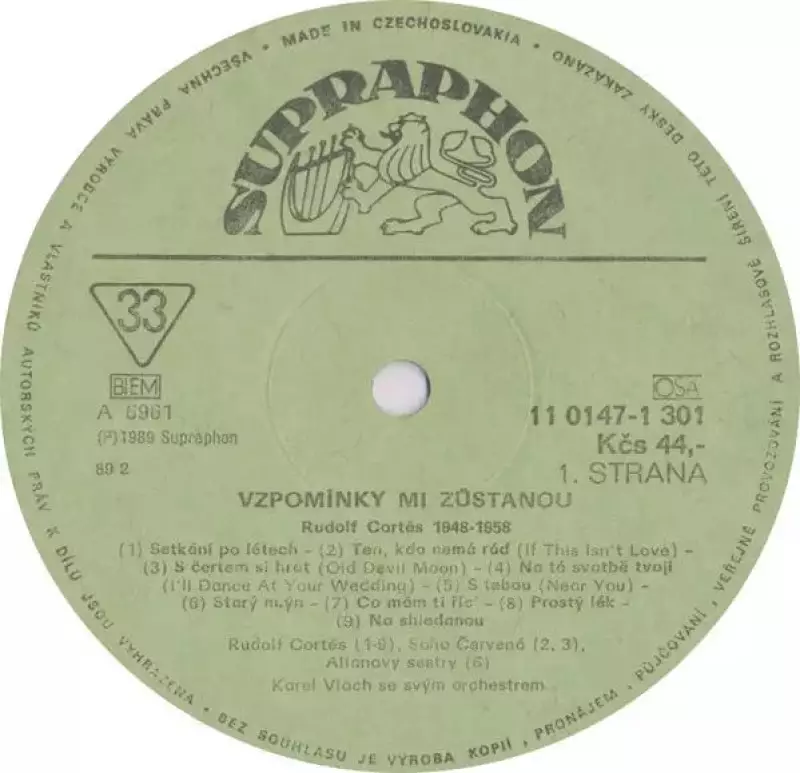 VŠECHNA PRÁVA VÝROBCE A VLASTNÍKŮ AUTORSKÝCH PRÁV K DÍLU JSOU VYHRAZENA • BEZ SOUHLASU JE VÝROBA KOPIÍ, PRONÁJEM, PŮJČOVÁNÍ, VEŘEJNÉ PROVOZOVÁNÍ A ROZHLASOVÉ ŠÍŘENÍ TÉTO DESKY ZAKÁZÁNO • MADE IN CZECHOSLOVAKIA •
SUPRAPHON
33
BIEM
OSA
A 6961
11 0147-1 301
(P)1989 Supraphon
Kčs 44,-
89 2
1. STRANA
VZPOMÍNKY MI ZŮSTANOU
Rudolf Cortés 1948-1958
(1) Setkání po létech - (2) Ten, kdo nemá rád (If This Isn't Love) -
(3) S čertem si hrát (Old Devil Moon) - (4) Na té svatbě tvojí
(I'll Dance At Your Wedding) - (5) S tebou (Near You) -
(6) Starý mlýn - (7) Co mám ti říc' - (8) Prostý lék -
(9) Na shledanou
Rudolf Cortés (1-9), Soňa Červená (2, 3),
Allanovy sestry (6)
Karel Vlach se svým orchestrem